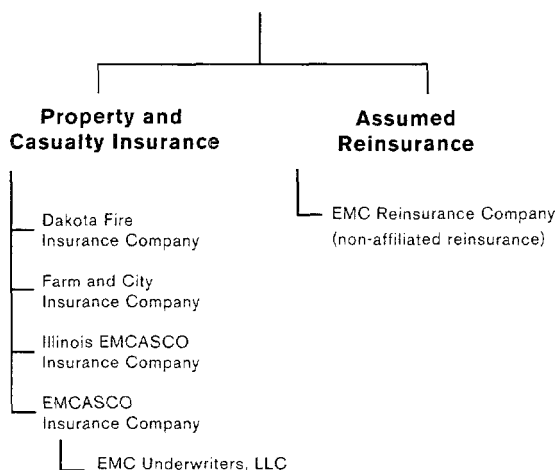 Property and
Casualty Insurance
Dakota Fire
Insurance Company
Farm and City
Insurance Company
Illinois EMCASCO
Insurance Company
EMCASCO
Insurance Company
EMC Underwriters, LLC
Assumed
Reinsurance
EMC Reinsurance Company
(non-affiliated reinsurance)